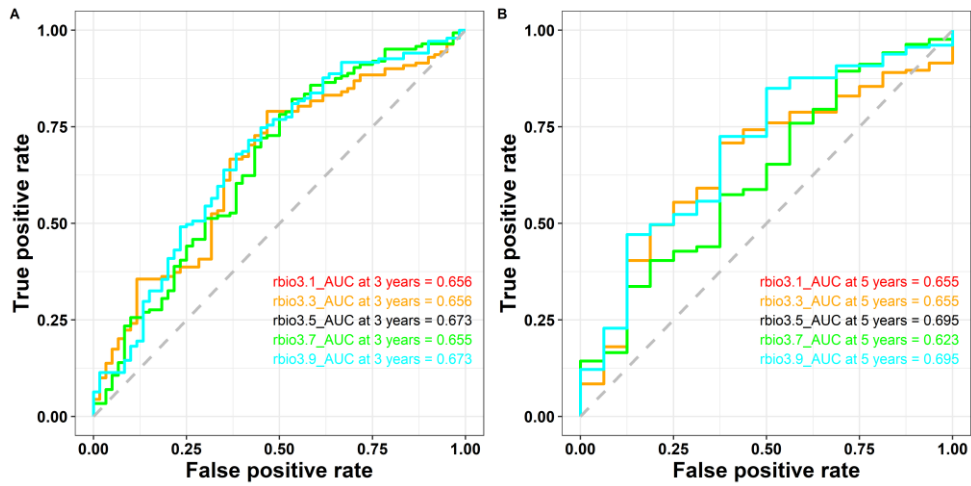 A
1.00
0.75
0.50
0.25
0.00
True positive rate
rbio3.1_AUC at 3 years = 0.656
rbio3.3_AUC at 3 years = 0.656
rbio3.5_AUC at 3 years = 0.673
rbio3.7_AUC at 3 years = 0.655
rbio3.9_AUC at 3 years = 0.673
0.00 0.25 0.50 0.75 1.00
False positive rate
B
1.00
0.75
0.50
0.25
0.00
True positive rate
rbio3.1_AUC at 5 years = 0.655
rbio3.3_AUC at 5 years = 0.655
rbio3.5_AUC at 5 years = 0.695
rbio3.7_AUC at 5 years = 0.623
rbio3.9_AUC at 5 years = 0.695
0.00 0.25 0.50 0.75 1.00
False positive rate